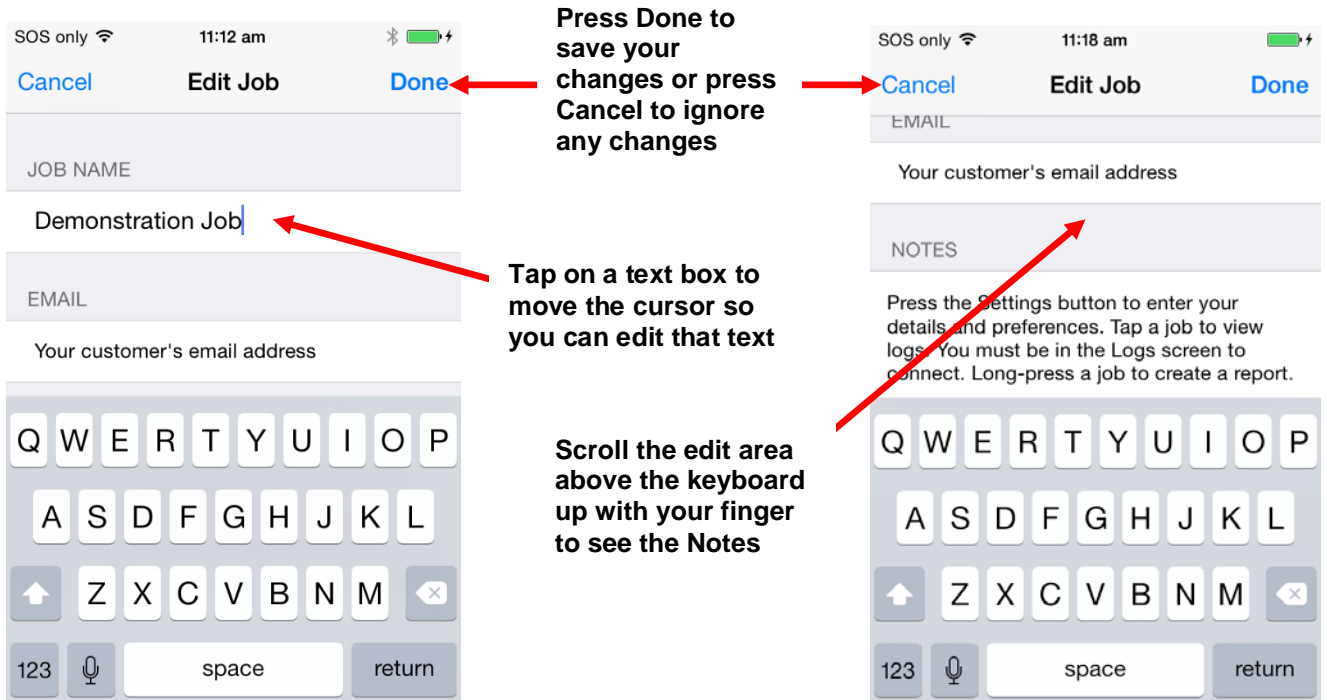 SOS only
11:12 am
Cancel
Edit Job
Done
JOB NAME
Demonstration Job
EMAIL
Your customer's email address
Q W E R T Y U I O P
A S D F G H J K L
Z X C V B N M
123
space
return
Press Done to
save your
changes or press
Cancel to ignore
any changes
Tap on a text box to
move the cursor so
you can edit that text
Scroll the edit area
above the keyboard
up with your finger
to see the Notes
SOS only
11:18 am
Cancel
Edit Job
Done
EMAIL
Your customer's email address
NOTES
Press the Settings button to enter your
details and preferences. Tap a job to view
logs. You must be in the Logs screen to
connect. Long-press a job to create a report.
Q W E R T Y U I O P
A S D F G H J K L
Z X C V B N M
123
space
return